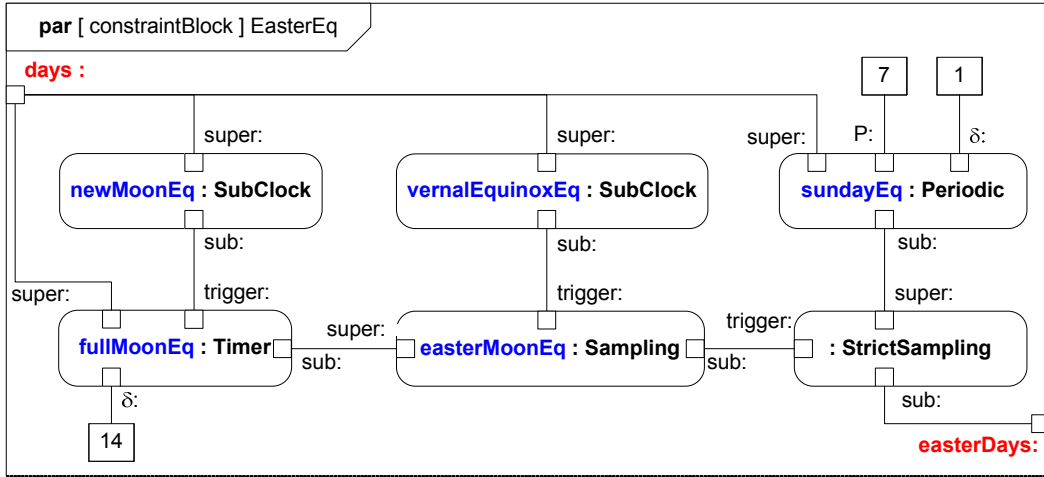 par [ constraintBlock ] EasterEq
days :
7
1
super:
super:
super:
P:
δ:
newMoonEq : SubClock
vernalEquinoxEq : SubClock
sundayEq : Periodic
sub:
sub:
sub:
super:
trigger:
trigger:
super:
super:
trigger:
fullMoonEq : Timer
easterMoonEq : Sampling
: StrictSampling
sub:
sub:
δ:
sub:
14
easterDays: